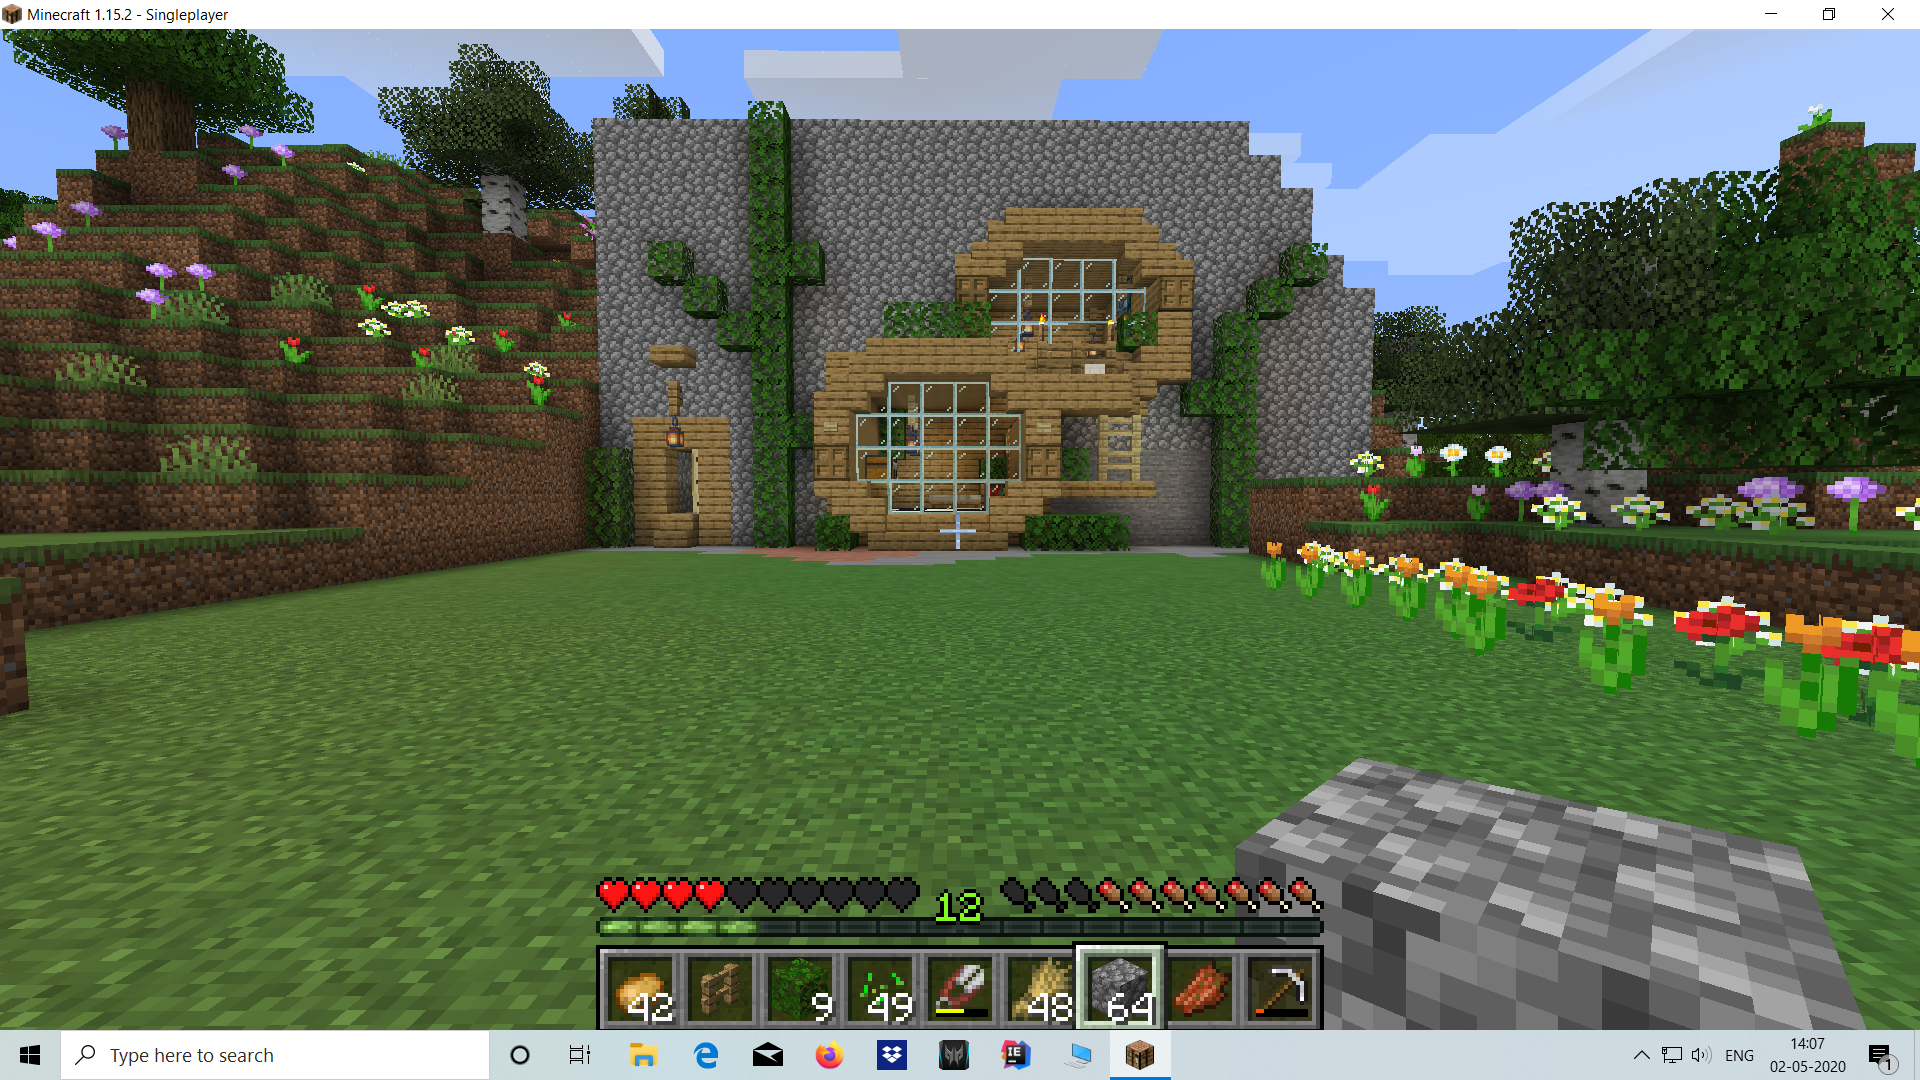 Minecraft 1.15.2 - Singleplayer
12
42 9 49 48 64
Type here to search
IE
ENG
14:07
02-05-2020
1